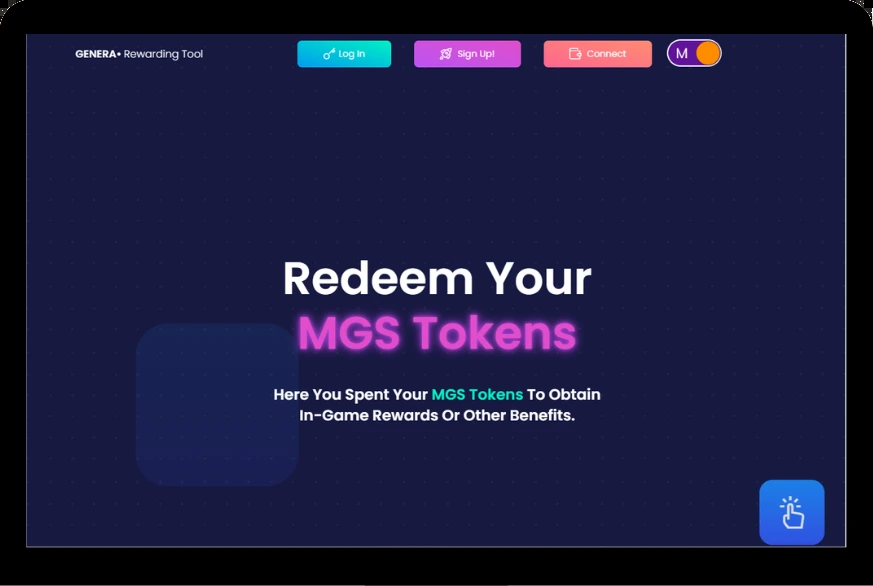 GENERA• Rewarding Tool
Log In
Sign Up!
Connect
M
Redeem Your
MGS Tokens
Here You Spent Your MGS Tokens To Obtain
In-Game Rewards Or Other Benefits.